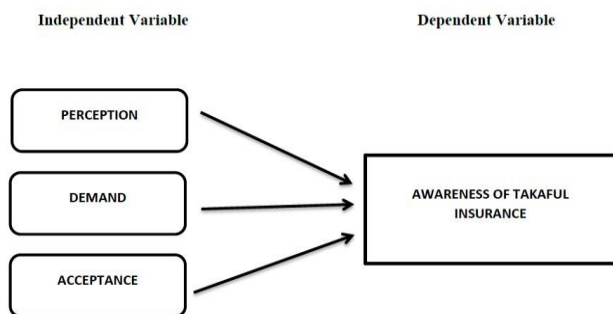 Independent Variable
Dependent Variable
PERCEPTION
DEMAND
ACCEPTANCE
AWARENESS OF TAKAFUL
INSURANCE